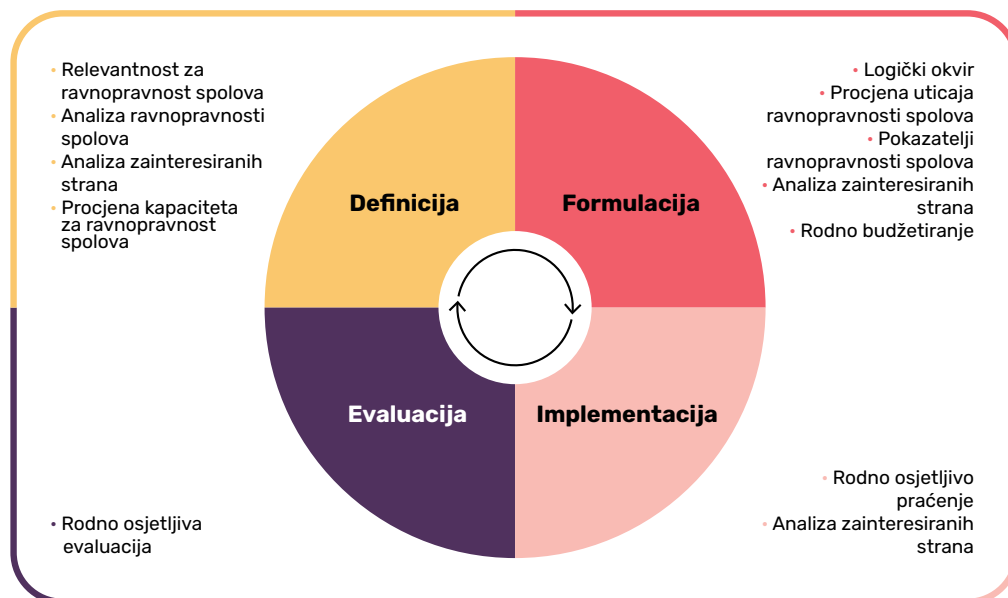 • Relevantnost za
ravnopravnost spolova
• Analiza ravnopravnosti
spolova
• Analiza zainteresiranih
strana
• Procjena kapaciteta
za ravnopravnost
spolova
Definicija
• Logički okvir
• Procjena uticaja
ravnopravnosti spolova
• Pokazatelji
ravnopravnosti spolova
• Analiza zainteresiranih
strana
• Rodno budžetiranje
Formulacija
Evaluacija
• Rodno osjetljiva
evaluacija
Implementacija
• Rodno osjetljivo
praćenje
• Analiza zainteresiranih
strana